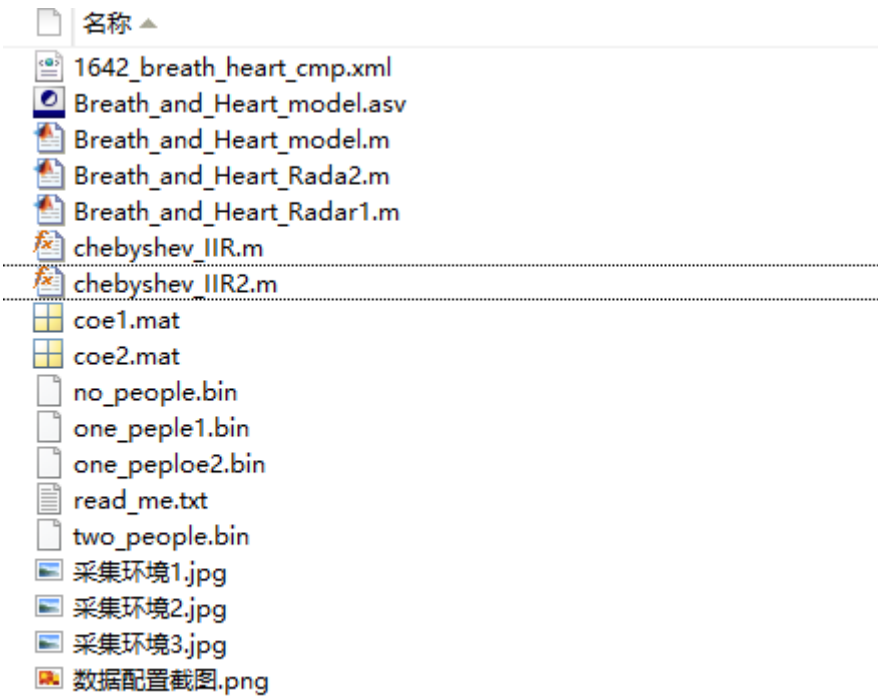 名称
1642_breath_heart_cmp.xml
Breath_and_Heart_model.asv
Breath_and_Heart_model.m
Breath_and_Heart_Rada2.m
Breath_and_Heart_Radar1.m
chebyshev_IIR.m
chebyshev_IIR2.m
coe1.mat
coe2.mat
no_people.bin
one_peple1.bin
one_peploe2.bin
read_me.txt
two_people.bin
采集环境1.jpg
采集环境2.jpg
采集环境3.jpg
数据配置截图.png